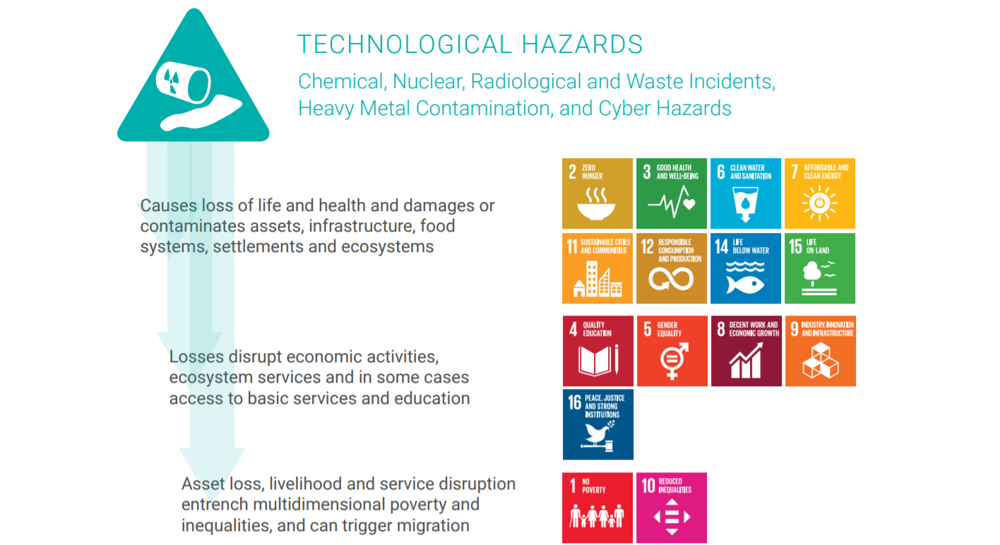 TECHNOLOGICAL HAZARDS
Chemical, Nuclear, Radiological and Waste Incidents,
Heavy Metal Contamination, and Cyber Hazards
Causes loss of life and health and damages or
contaminates assets, infrastructure, food
systems, settlements and ecosystems
2 ZERO
HUNGER
3 GOOD HEALTH
AND WELL-BEING
6 CLEAN WATER
AND SANITATION
7 AFFORDABLE AND
CLEAN ENERGY
11 SUSTAINABLE CITIES
AND COMMUNITIES
12 RESPONSIBLE
CONSUMPTION
AND PRODUCTION
14 LIFE
BELOW WATER
15 LIFE
ON LAND
Losses disrupt economic activities,
ecosystem services and in some cases
access to basic services and education
4 QUALITY
EDUCATION
5 GENDER
EQUALITY
8 DECENT WORK AND
ECONOMIC GROWTH
9 INDUSTRY, INNOVATION
AND INFRASTRUCTURE
16 PEACE, JUSTICE
AND STRONG
INSTITUTIONS
Asset loss, livelihood and service disruption
entrench multidimensional poverty and
inequalities, and can trigger migration
1 NO
POVERTY
10 REDUCED
INEQUALITIES